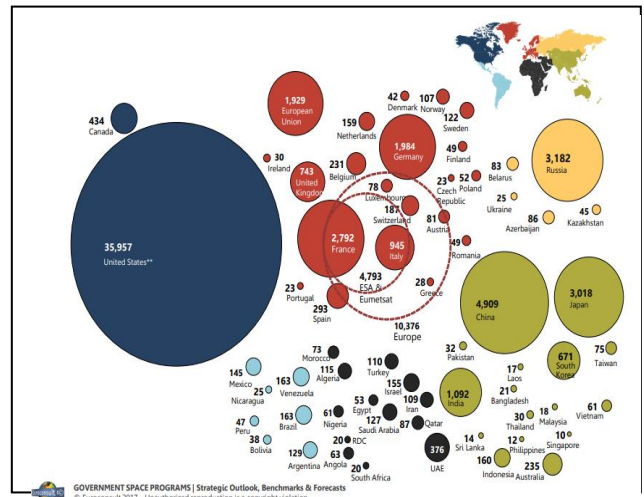 434
Canada
35,957
United States**
1,929
European
Union
159
Netherlands
42
Denmark
107
Norway
122
Sweden
30
Ireland
743
United
Kingdom
231
Belgium
1,984
Germany
49
Finland
78
Luxembourg
23
Czech
Republic
52
Poland
187
Switzerland
81
Austria
2,792
France
945
Italy
49
Romania
4,793
ESA &
Eumetsat
28
Greece
23
Portugal
293
Spain
10,376
Europe
83
Belarus
3,182
Russia
25
Ukraine
86
Azerbaijan
45
Kazakhstan
4,909
China
3,018
Japan
32
Pakistan
671
South
Korea
75
Taiwan
17
Laos
1,092
India
21
Bangladesh
30
Thailand
18
Malaysia
61
Vietnam
14
Sri Lanka
12
Philippines
10
Singapore
160
Indonesia
235
Australia
145
Mexico
25
Nicaragua
163
Venezuela
47
Peru
163
Brazil
38
Bolivia
129
Argentina
73
Morocco
115
Algeria
110
Turkey
155
Israel
53
Egypt
109
Iran
61
Nigeria
127
Saudi Arabia
87
Qatar
20
RDC
63
Angola
20
South Africa
376
UAE
GOVERNMENT SPACE PROGRAMS | Strategic Outlook, Benchmarks & Forecasts
© Euroconsult 2017 - Unauthorized reproduction is a copyright violation